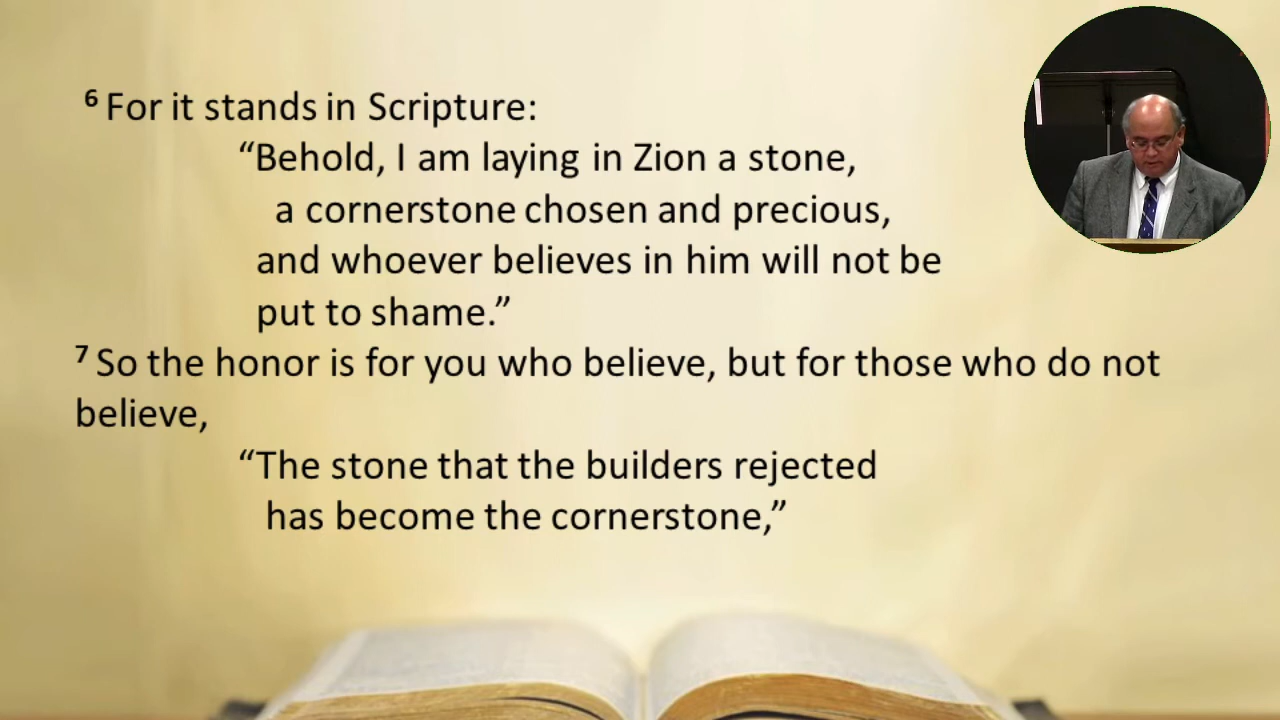 ⁶ For it stands in Scripture:
“Behold, I am laying in Zion a stone,
a cornerstone chosen and precious,
and whoever believes in him will not be
put to shame.”
⁷ So the honor is for you who believe, but for those who do not
believe,
“The stone that the builders rejected
has become the cornerstone,”